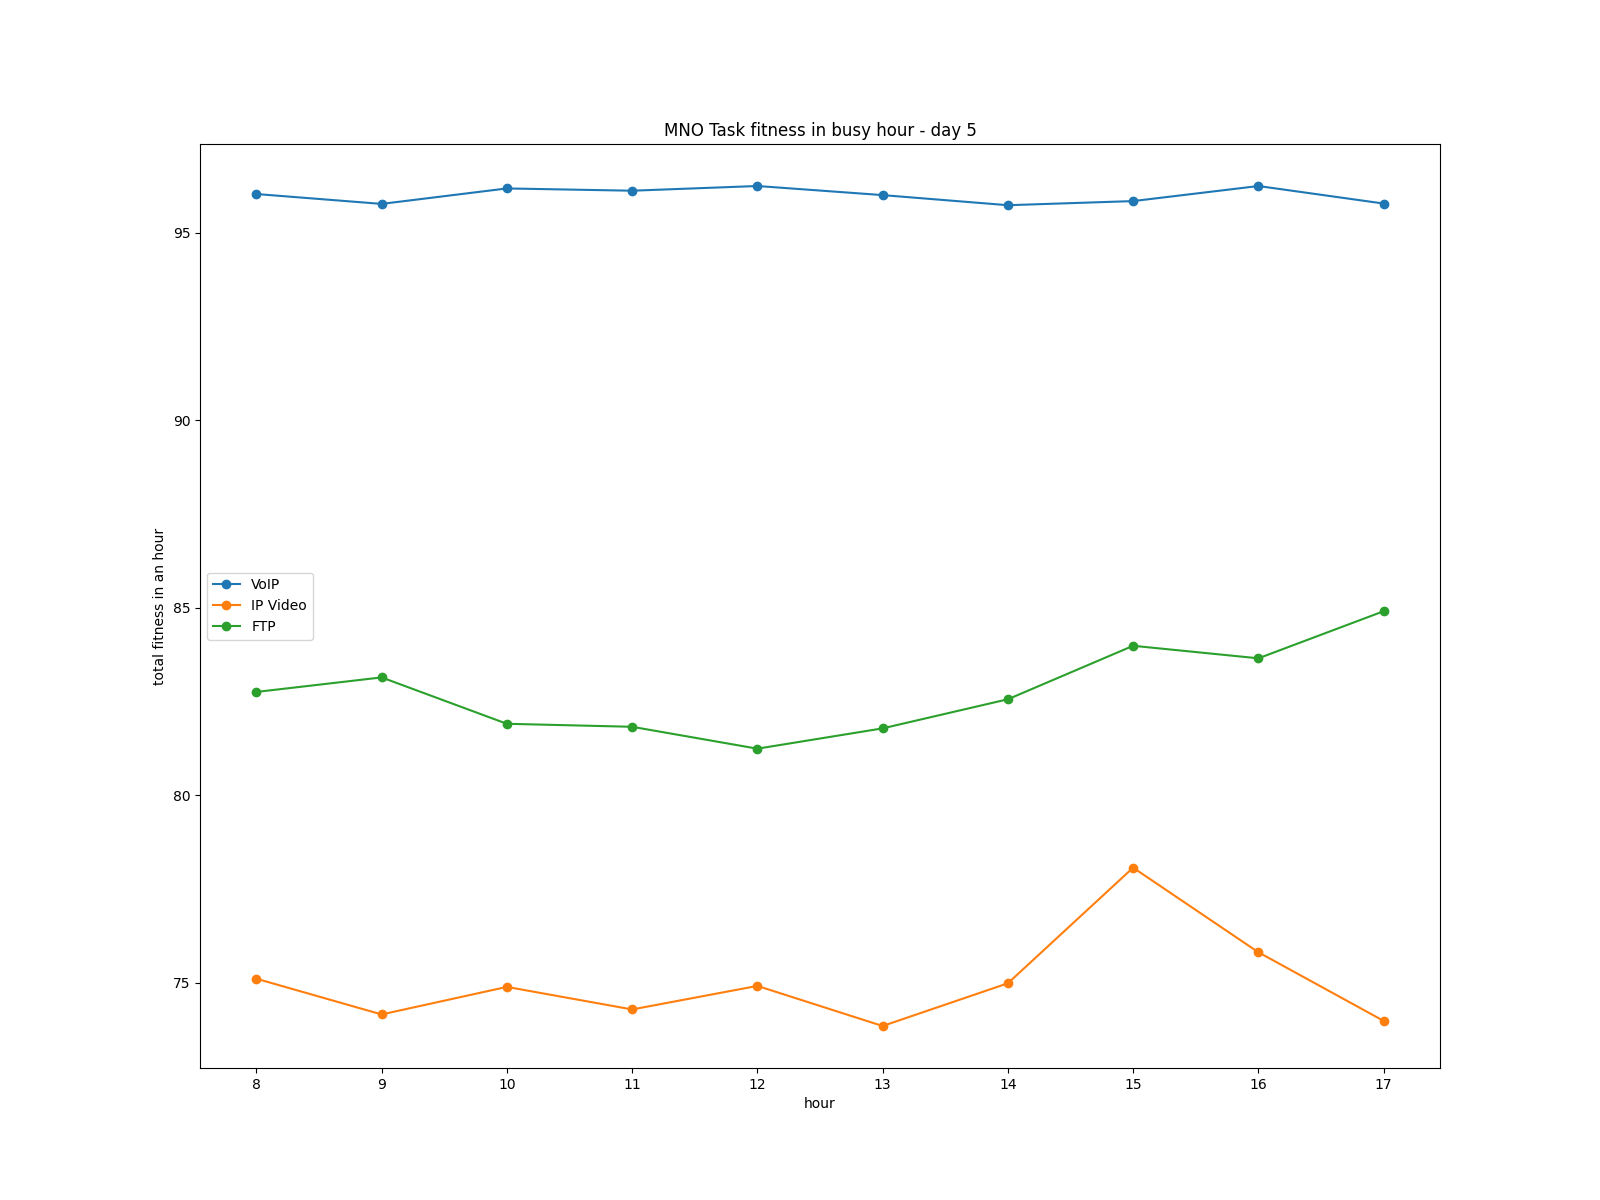 MNO Task fitness in busy hour - day 5
total fitness in an hour
95
90
85
80
75
VoIP
IP Video
FTP
8 9 10 11 12 13 14 15 16 17
hour